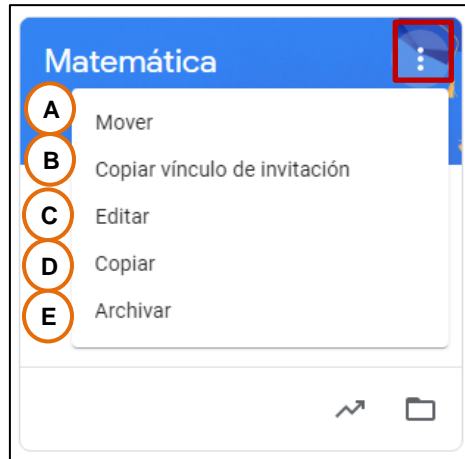 Matemática
A Mover
B Copiar vínculo de invitación
C Editar
D Copiar
E Archivar